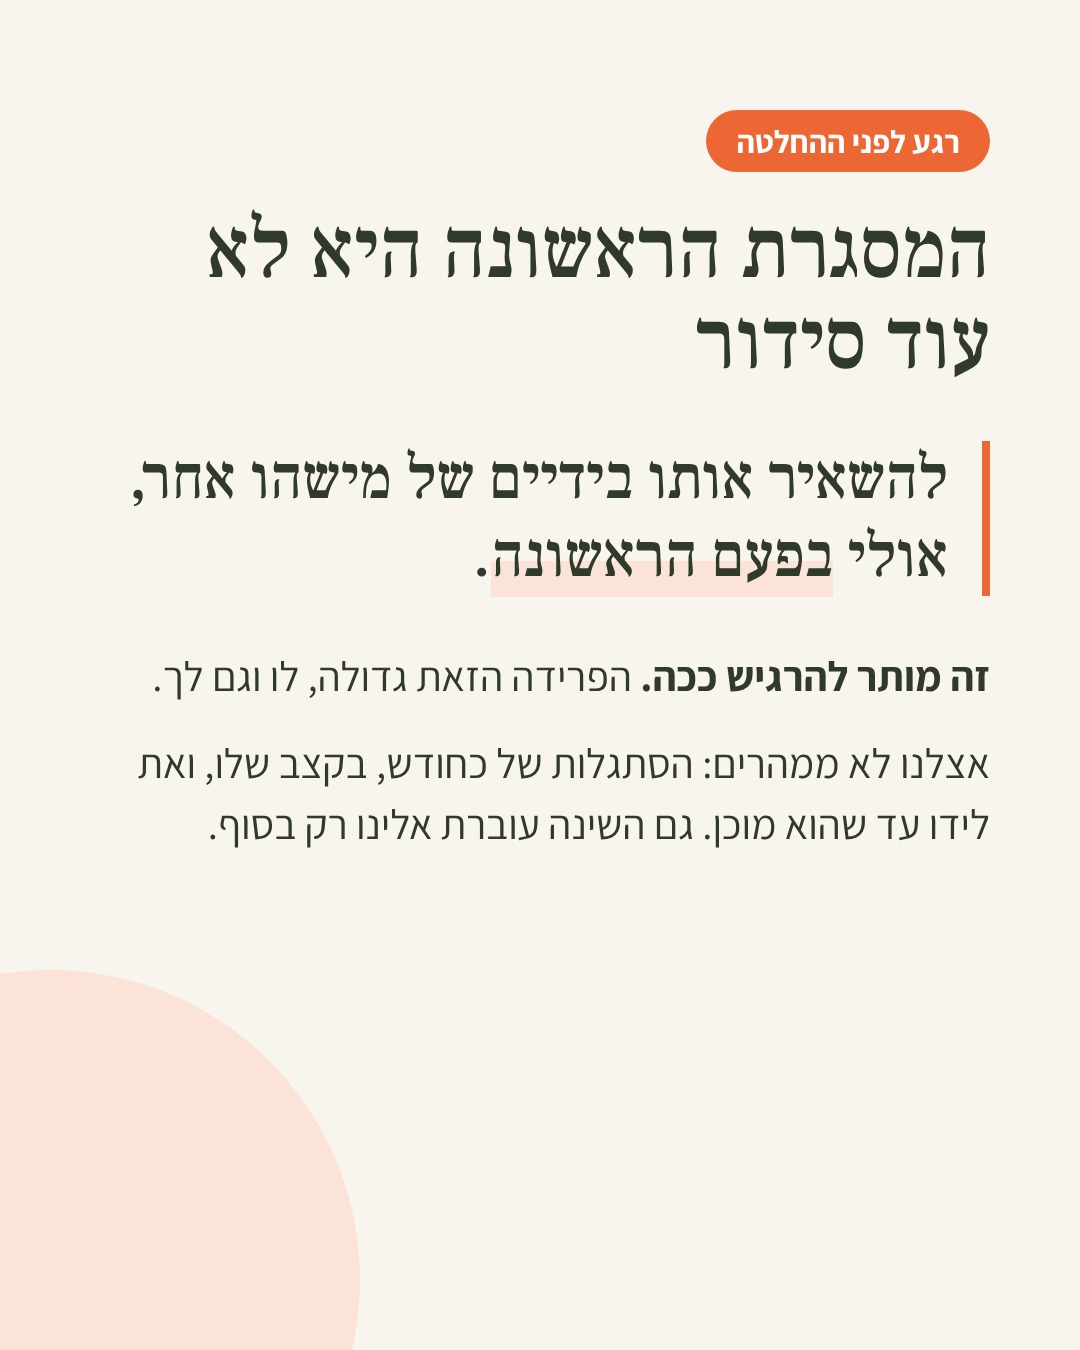 רגע לפני ההחלטה
המסגרת הראשונה היא לא
עוד סידור
להשאיר אותו בידיים של מישהו אחר,
אולי בפעם הראשונה.
זה מותר להרגיש ככה. הפרידה הזאת גדולה, לו וגם לך.
אצלנו לא ממהרים: הסתגלות של כחודש, בקצב שלו, ואת
לידו עד שהוא מוכן. גם השינה עוברת אלינו רק בסוף.